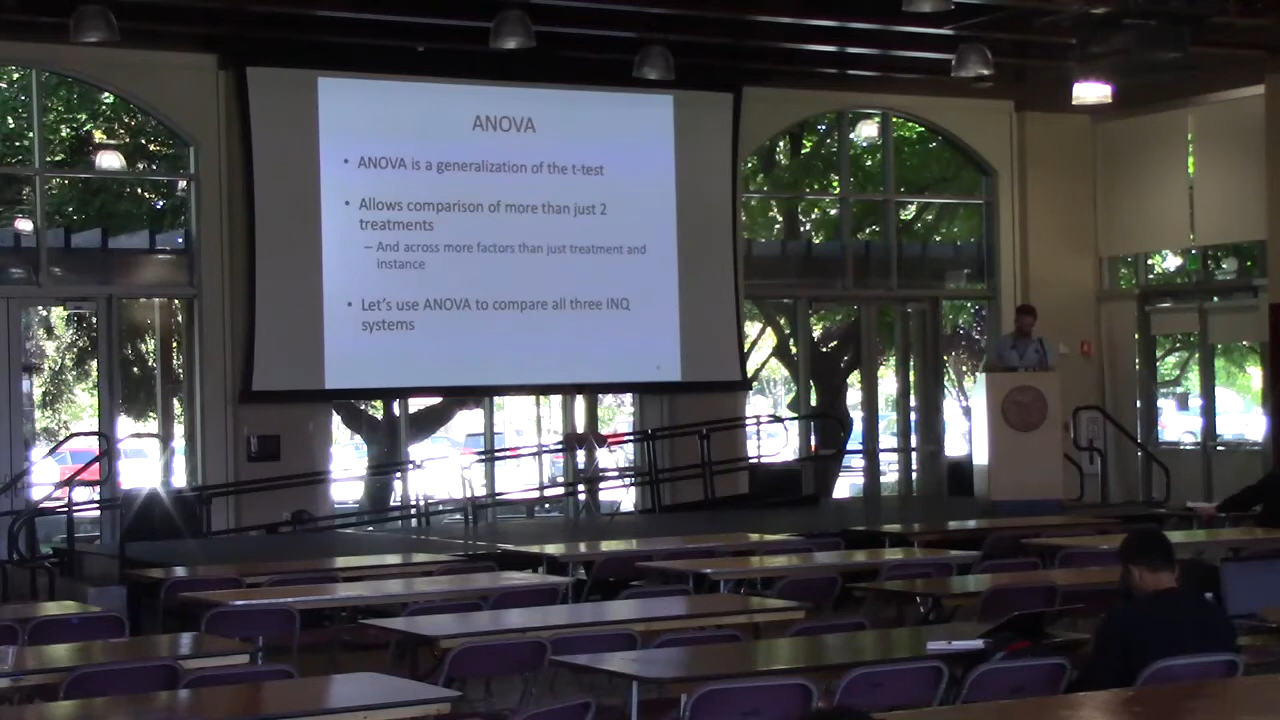 ANOVA
• ANOVA is a generalization of the t-test
• Allows comparison of more than just 2
treatments
– And across more factors than just treatment and
instance
• Let's use ANOVA to compare all three INQ
systems